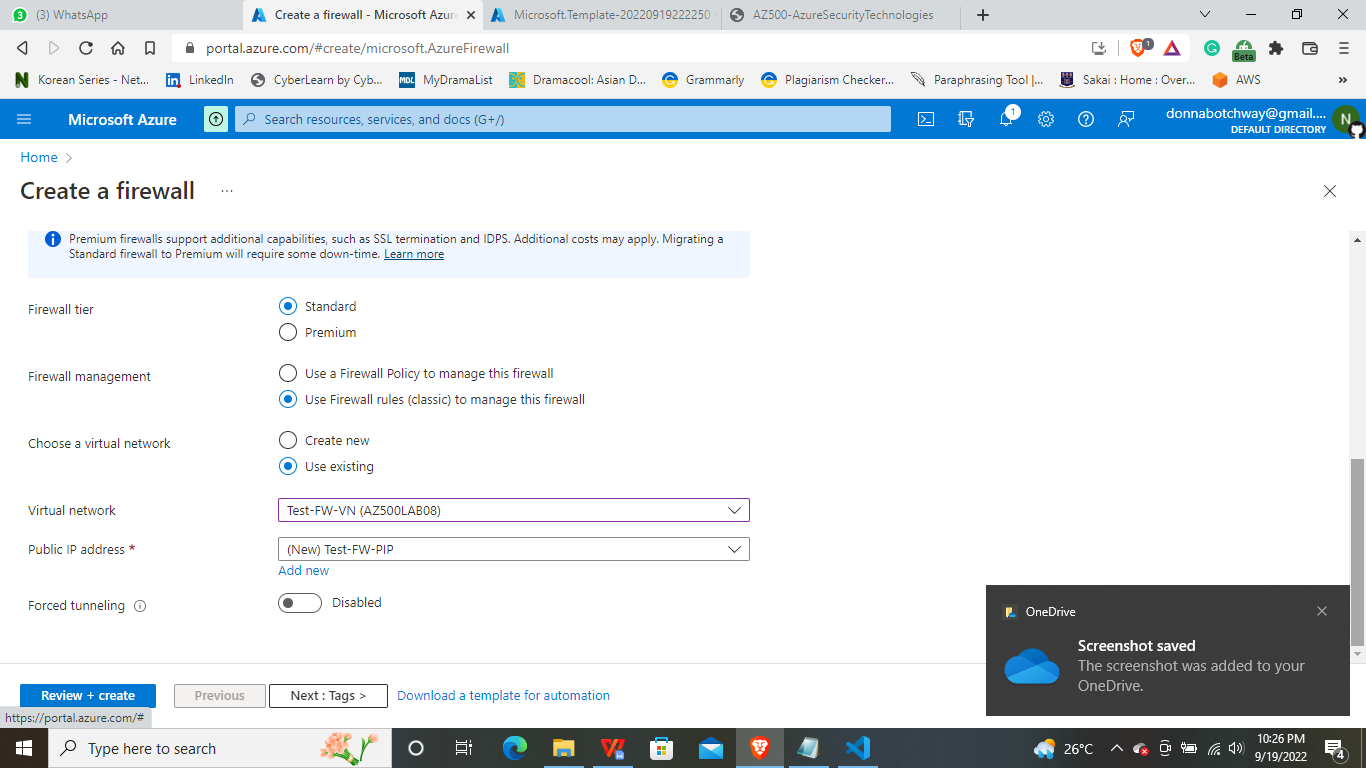 (3) WhatsApp
Create a firewall - Microsoft Azur
Microsoft.Template-20220919222250
AZ500-AzureSecurityTechnologies
portal.azure.com/#create/microsoft.AzureFirewall
1
Beta
N Korean Series - Net...
LinkedIn
CyberLearn by Cyb...
MDL MyDramaList
Dramacool: Asian D...
Grammarly
Plagiarism Checker...
Paraphrasing Tool |...
Sakai : Home : Over...
AWS
»
Microsoft Azure
Search resources, services, and docs (G+/)
1
donnabotchway@gmail....
DEFAULT DIRECTORY
N
Home >
Create a firewall ...
Premium firewalls support additional capabilities, such as SSL termination and IDPS. Additional costs may apply. Migrating a
Standard firewall to Premium will require some down-time. Learn more
Firewall tier
Standard
Premium
Firewall management
Use a Firewall Policy to manage this firewall
Use Firewall rules (classic) to manage this firewall
Choose a virtual network
Create new
Use existing
Virtual network
Test-FW-VN (AZ500LAB08)
Public IP address *
(New) Test-FW-PIP
Add new
Forced tunneling
Disabled
OneDrive
Screenshot saved
The screenshot was added to your
OneDrive.
Review + create
Previous
Next : Tags >
Download a template for automation
https://portal.azure.com/#
Type here to search
26°C
10:26 PM
9/19/2022
4